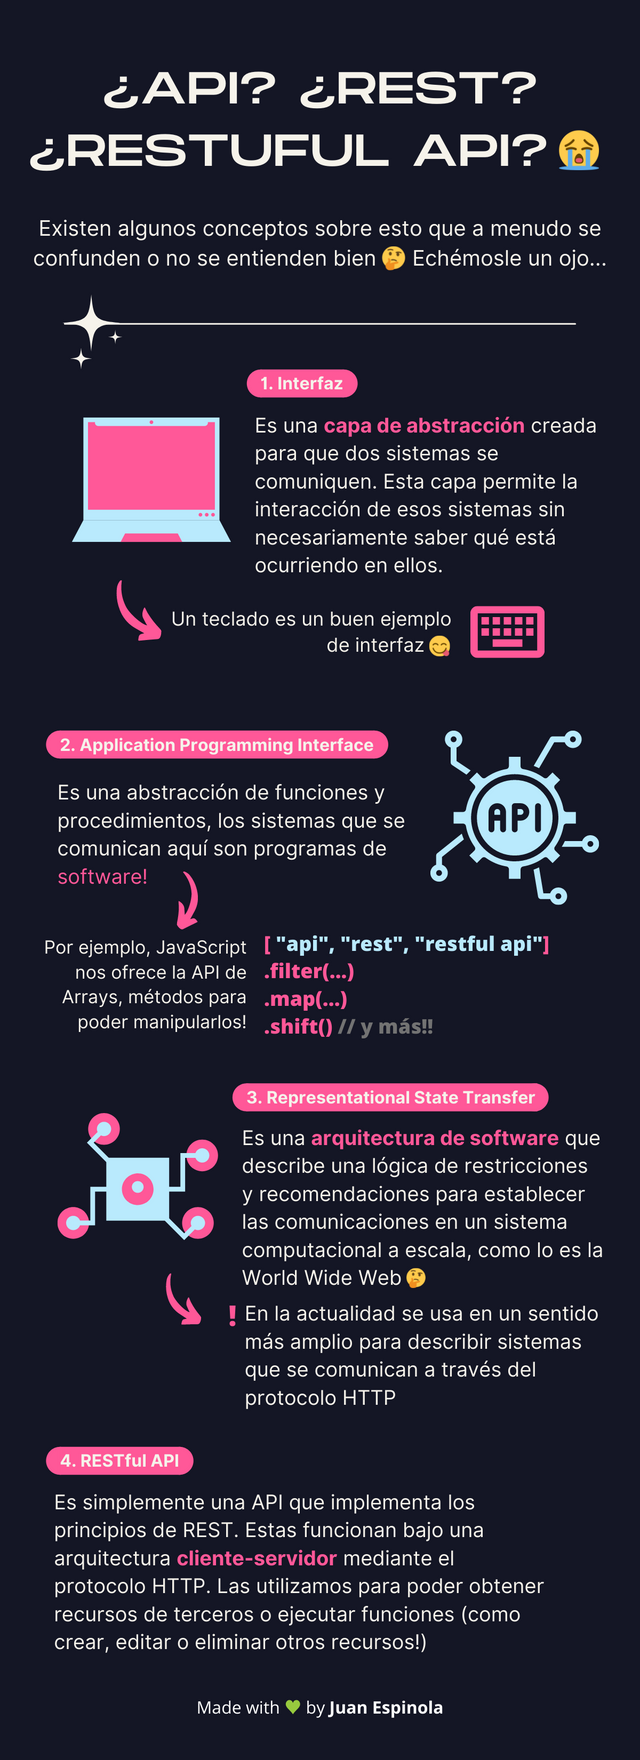 ¿API? ¿REST?
¿RESTUFUL API? 😭
Existen algunos conceptos sobre esto que a menudo se
confunden o no se entienden bien 🤔 Echémosle un ojo...
1. Interfaz
Es una capa de abstracción creada
para que dos sistemas se
comuniquen. Esta capa permite la
interacción de esos sistemas sin
necesariamente saber qué está
ocurriendo en ellos.
Un teclado es un buen ejemplo
de interfaz 😋
2. Application Programming Interface
Es una abstracción de funciones y
procedimientos, los sistemas que se
comunican aquí son programas de
software!
API
Por ejemplo, JavaScript
nos ofrece la API de
Arrays, métodos para
poder manipularlos!
[ "api", "rest", "restful api"]
.filter(...)
.map(...)
.shift() // y más!!
3. Representational State Transfer
Es una arquitectura de software que
describe una lógica de restricciones
y recomendaciones para establecer
las comunicaciones en un sistema
computacional a escala, como lo es la
World Wide Web 🤔
! En la actualidad se usa en un sentido
más amplio para describir sistemas
que se comunican a través del
protocolo HTTP
4. RESTful API
Es simplemente una API que implementa los
principios de REST. Estas funcionan bajo una
arquitectura cliente-servidor mediante el
protocolo HTTP. Las utilizamos para poder obtener
recursos de terceros o ejecutar funciones (como
crear, editar o eliminar otros recursos!)
Made with 💚 by Juan Espinola